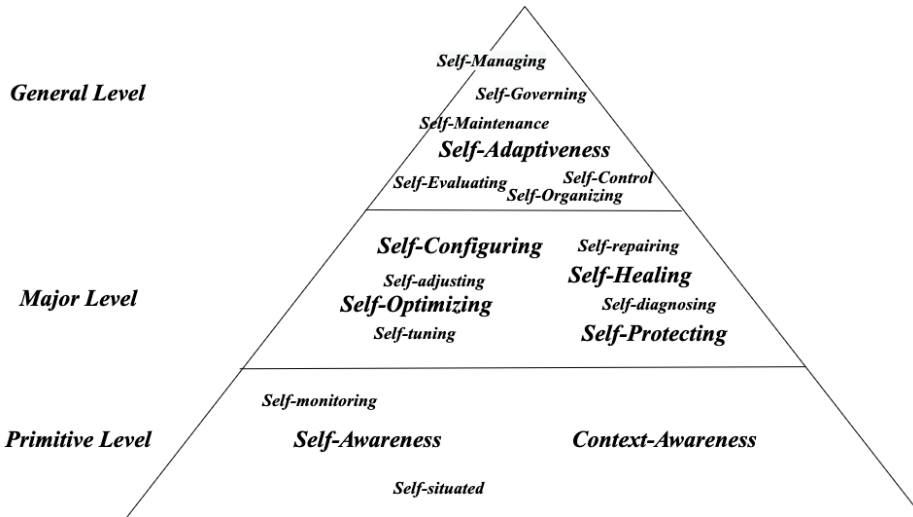 Self-Managing
General Level
Self-Governing
Self-Maintenance
Self-Adaptiveness
Self-Evaluating
Self-Control
Self-Organizing
Self-Configuring
Self-repairing
Self-adjusting
Self-Healing
Major Level
Self-Optimizing
Self-diagnosing
Self-tuning
Self-Protecting
Self-monitoring
Primitive Level
Self-Awareness
Context-Awareness
Self-situated